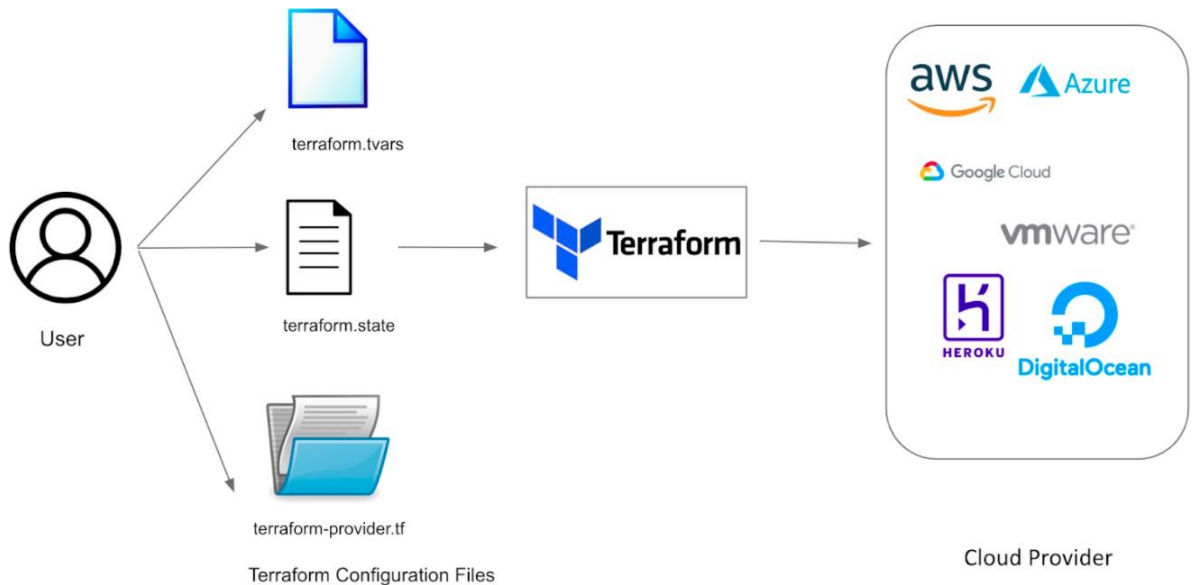 terraform.tvars
User
terraform.state
terraform-provider.tf
Terraform Configuration Files
Terraform
aws
Azure
Google Cloud
vmware®
HEROKU
DigitalOcean
Cloud Provider